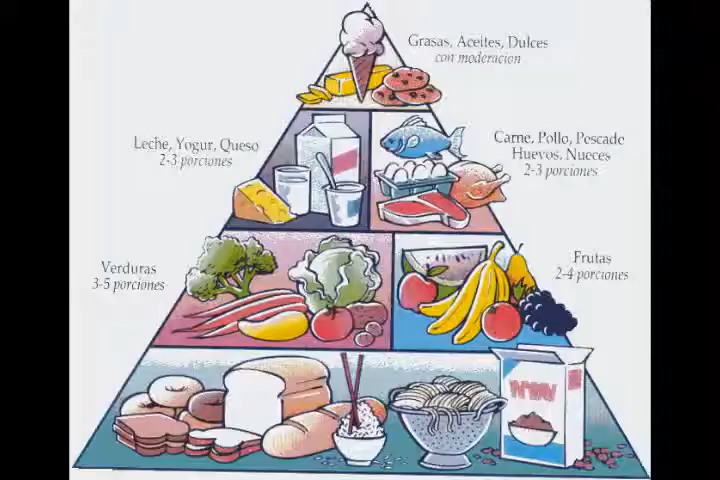 Grasas, Aceites, Dulces
con moderacion
Leche, Yogur, Queso
2-3 porciones
Carne, Pollo, Pescado
Huevos, Nueces
2-3 porciones
Verduras
3-5 porciones
Frutas
2-4 porciones